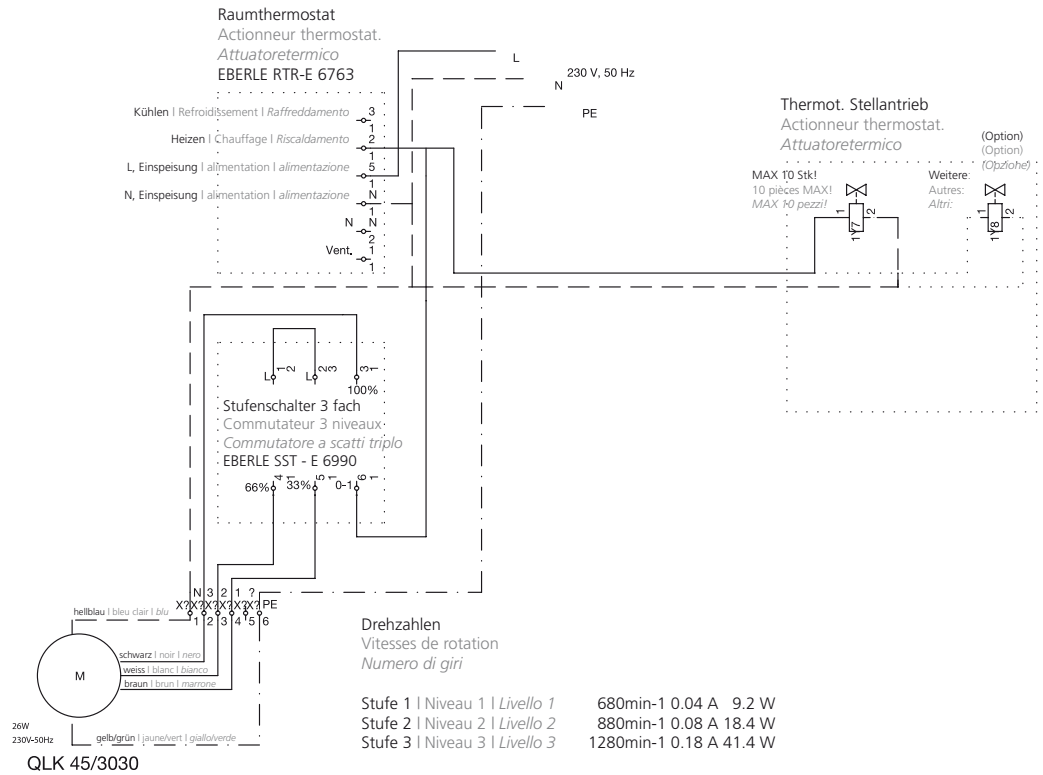 Raumthermostat
Actionneur thermostat.
Attuatoretermico
EBERLE RTR-E 6763
L
230 V, 50 Hz
N
PE
Kühlen | Refroidissement | Raffreddamento
3
1
Heizen | Chauffage | Riscaldamento
2
1
L, Einspeisung | alimentation | alimentazione
5
1
N, Einspeisung | alimentation | alimentazione
N
1
N N
2
Vent. 1
1
Thermot. Stellantrieb
Actionneur thermostat.
Attuatoretermico
(Option)
(Option)
(Opzione)
MAX 10 Stk!
10 pièces MAX!
MAX 10 pezzi!
Weitere:
Autres:
Altri:
1 2
1Y7
1 2
1Y8
L 1 2 L 2 3 3 1
100%
Stufenschalter 3 fach
Commutateur 3 niveaux
Commutatore a scatti triplo
EBERLE SST - E 6990
66% 4 1 33% 5 1 0-1 6 1
N 3 2 1 ?
X? X? X? X? X? X? PE
1 2 3 4 5 6
hellblau | bleu clair | blu
schwarz | noir | nero
weiss | blanc | bianco
braun | brun | marrone
M
26W
230V-50Hz
gelb/grün | jaune/vert | giallo/verde
QLK 45/3030
Drehzahlen
Vitesses de rotation
Numero di giri
Stufe 1 | Niveau 1 | Livello 1 680min-1 0.04 A 9.2 W
Stufe 2 | Niveau 2 | Livello 2 880min-1 0.08 A 18.4 W
Stufe 3 | Niveau 3 | Livello 3 1280min-1 0.18 A 41.4 W